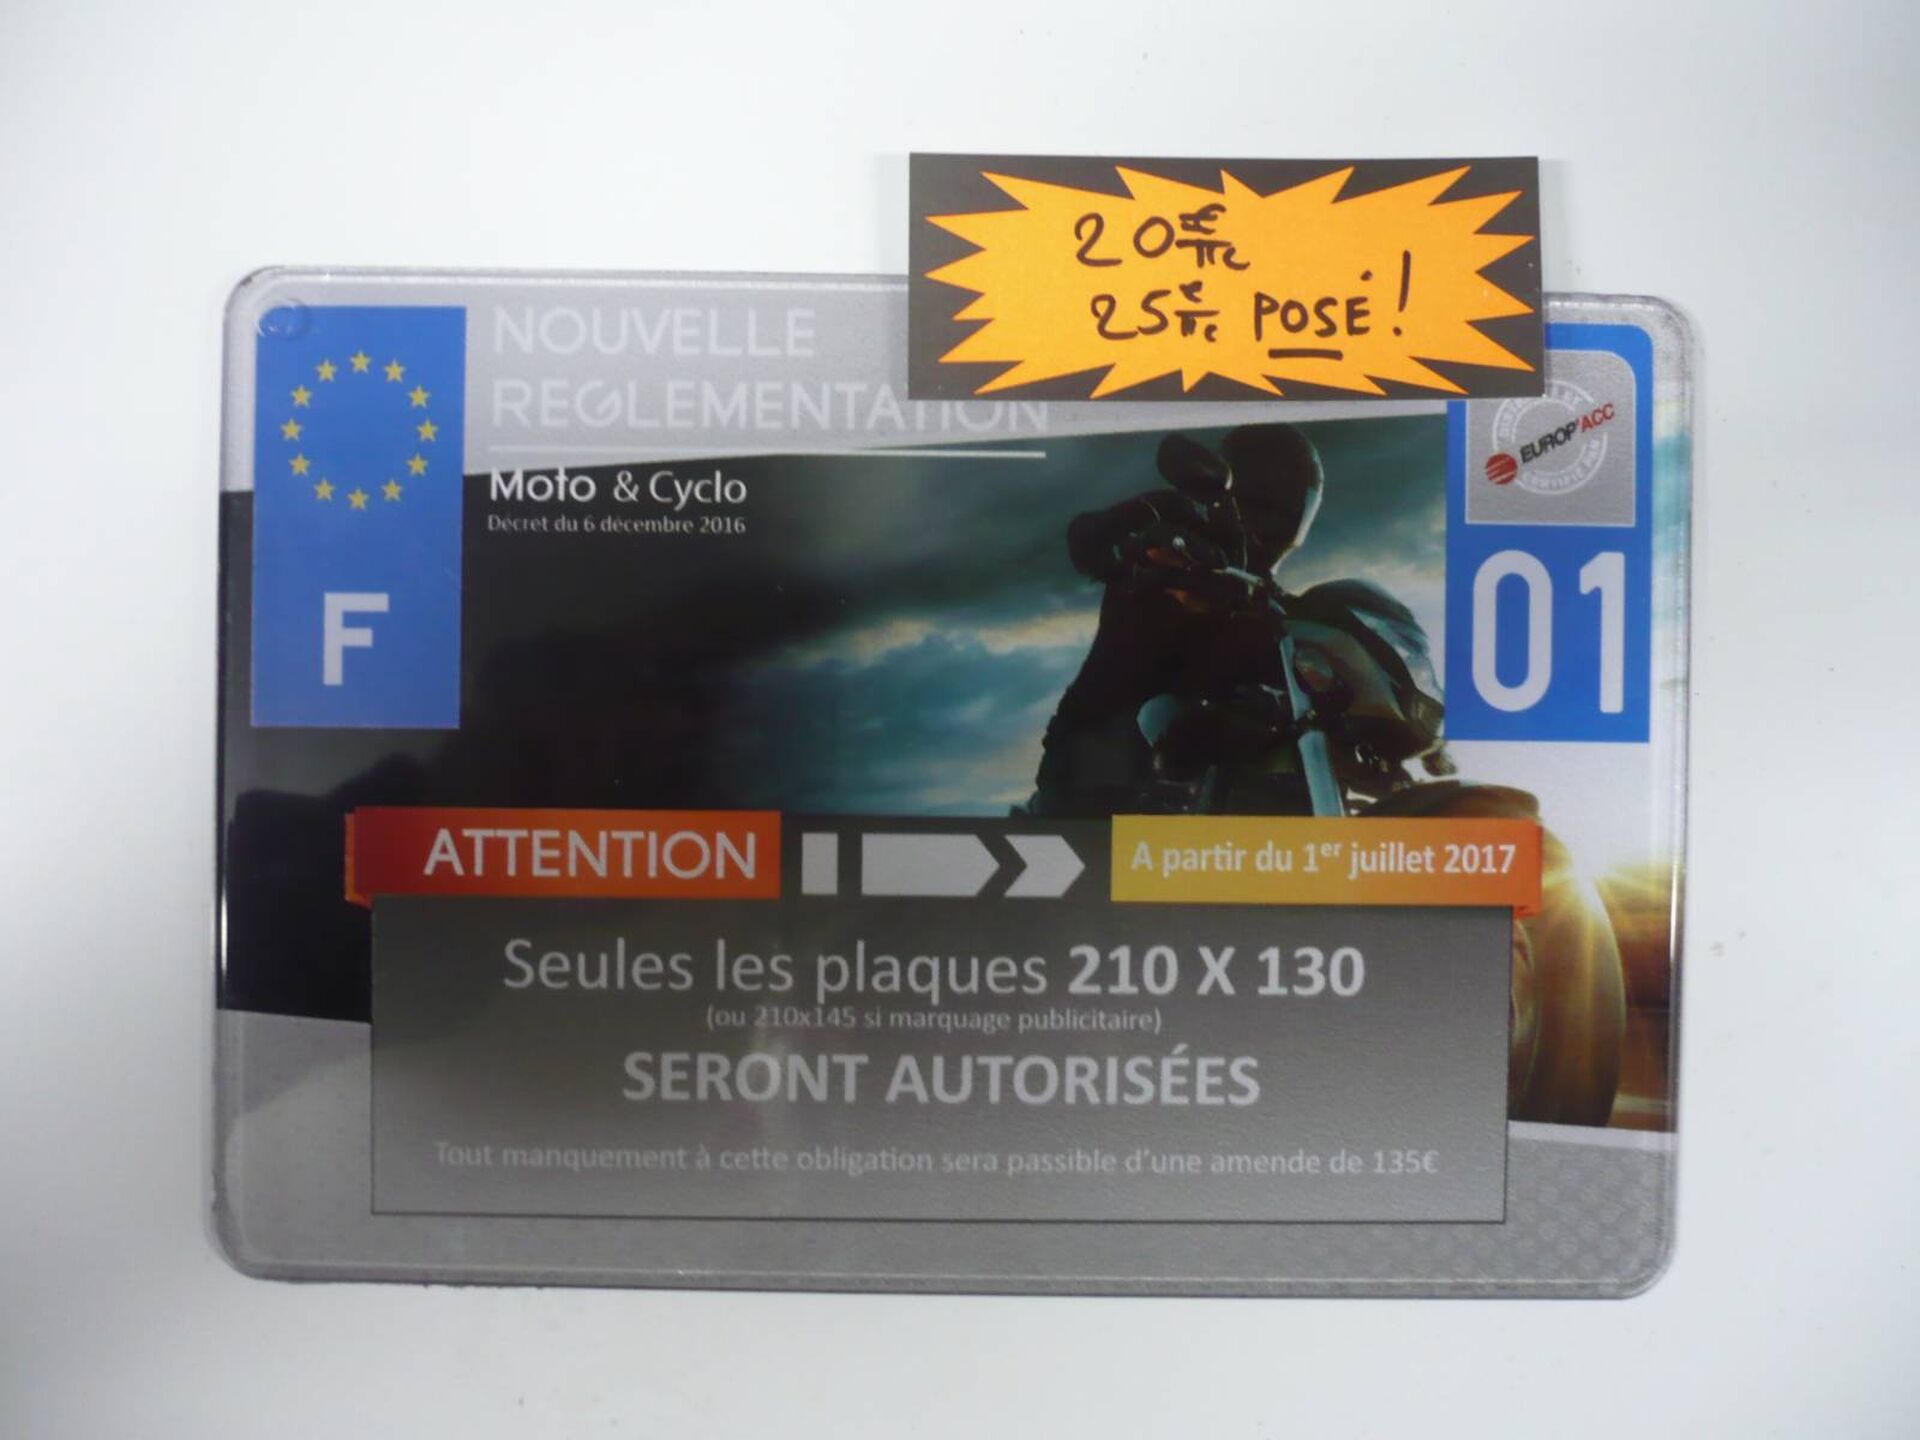 20€ TTC
25€ TTC POSÉ !
NOUVELLE
REGLEMENTATION
Moto & Cyclo
Décret du 6 décembre 2016
F
EUROP'ACC
CERTIFIÉ PAR
01
ATTENTION
A partir du 1er juillet 2017
Seules les plaques 210 X 130
(ou 210x145 si marquage publicitaire)
SERONT AUTORISÉES
Tout manquement à cette obligation sera passible d'une amende de 135€